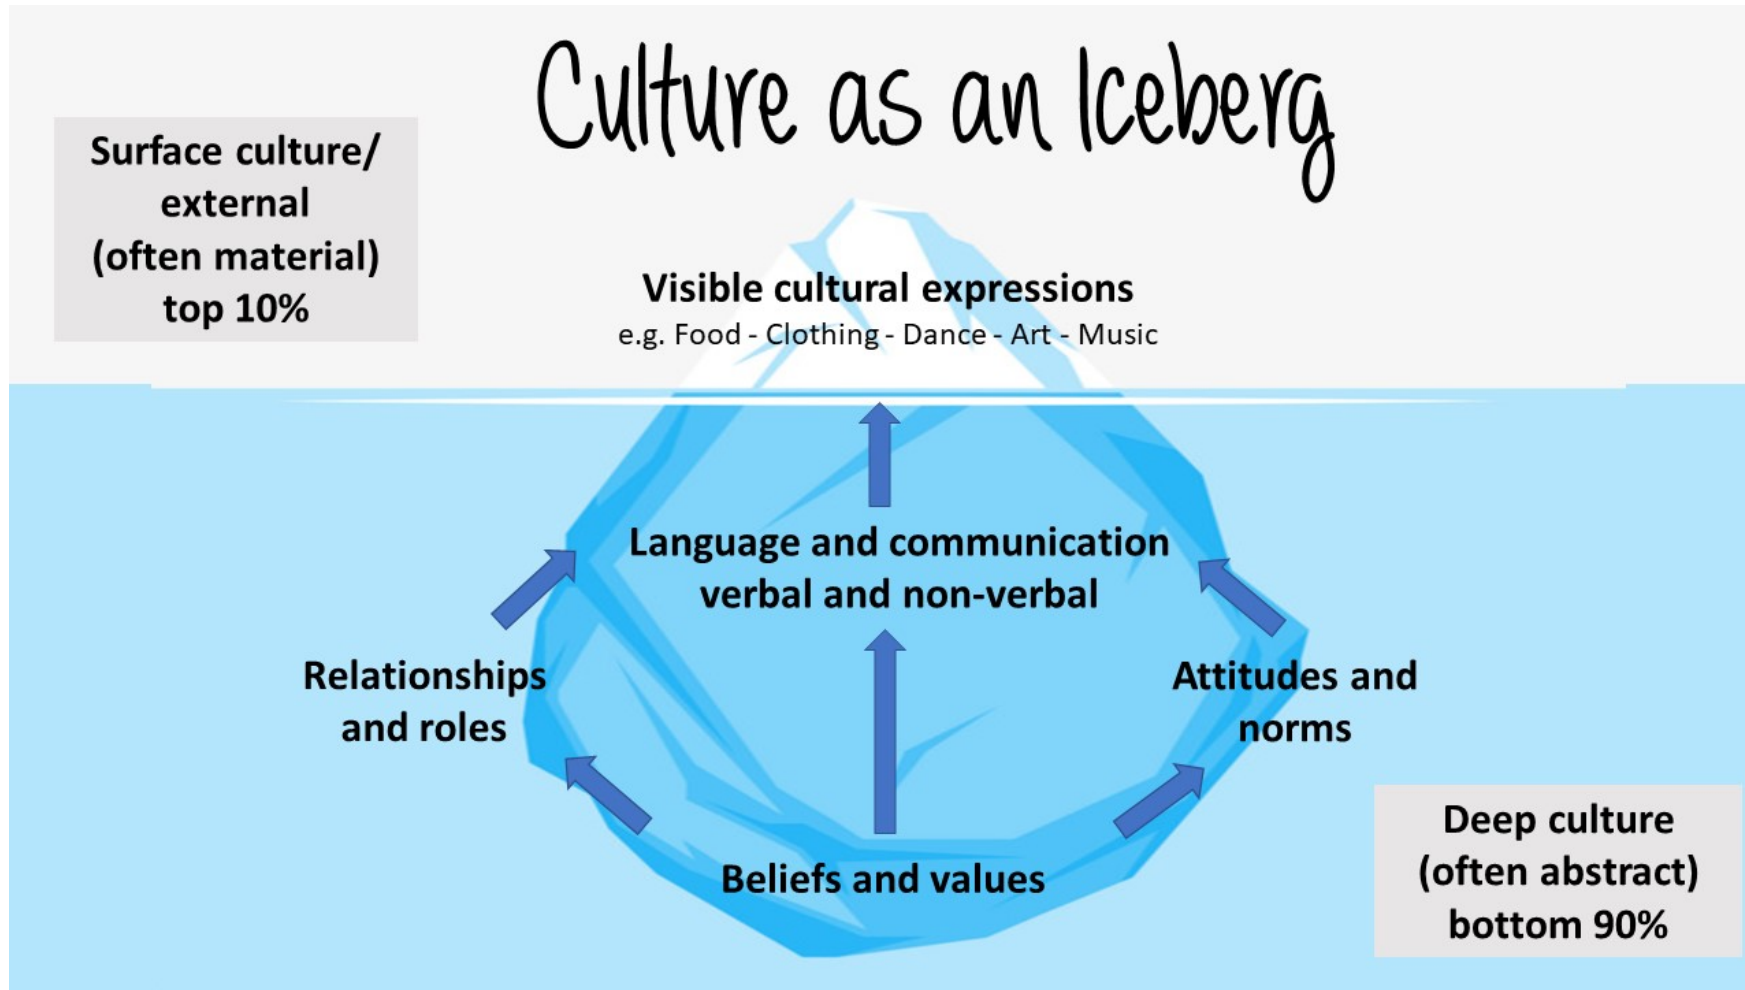 Culture as an Iceberg
Surface culture/
external
(often material)
top 10%
Visible cultural expressions
e.g. Food - Clothing - Dance - Art - Music
Language and communication
verbal and non-verbal
Relationships
and roles
Attitudes and
norms
Beliefs and values
Deep culture
(often abstract)
bottom 90%